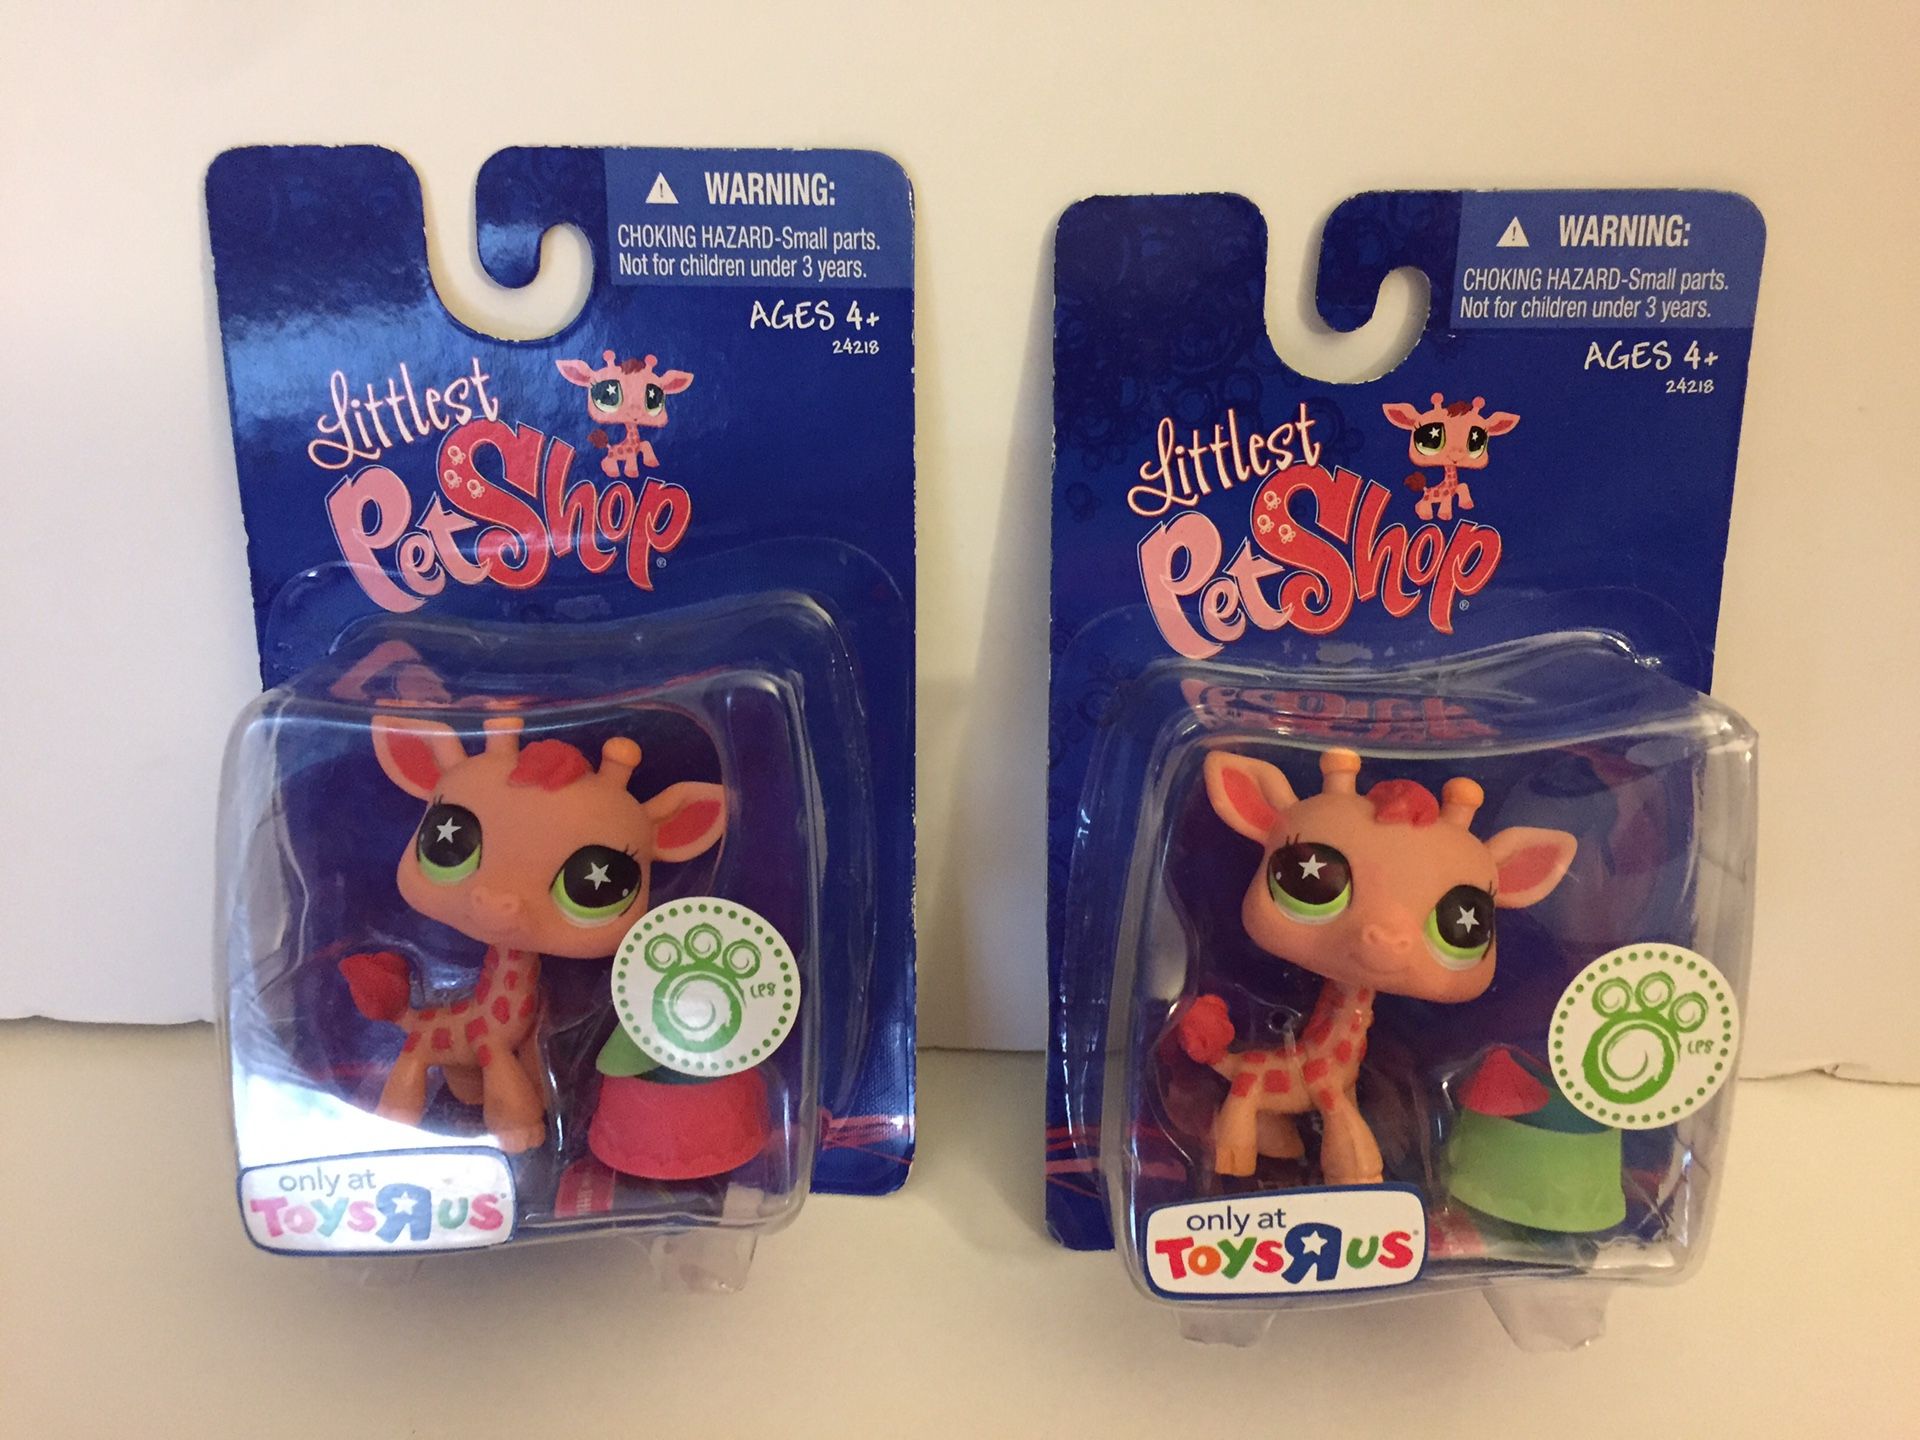 WARNING:
CHOKING HAZARD-Small parts.
Not for children under 3 years.
AGES 4+
24218
Littlest
PetShop®
LPS
only at
ToysRus®
WARNING:
CHOKING HAZARD-Small parts.
Not for children under 3 years.
AGES 4+
24218
Littlest
PetShop®
LPS
only at
ToysRus®